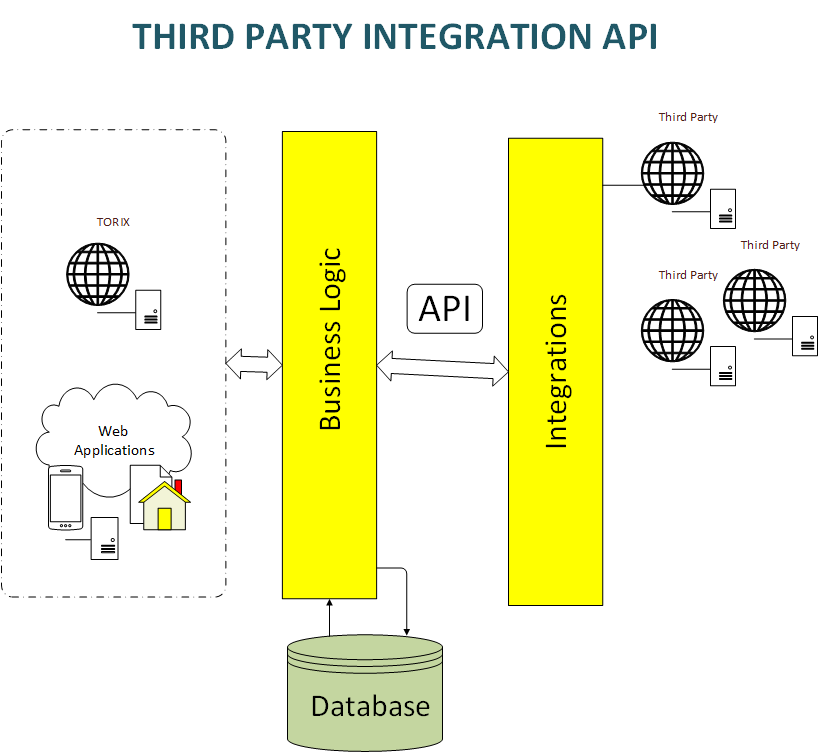 THIRD PARTY INTEGRATION API
Third Party
TORIX
Third Party
Third Party
Business Logic
API
Integrations
Web
Applications
Database